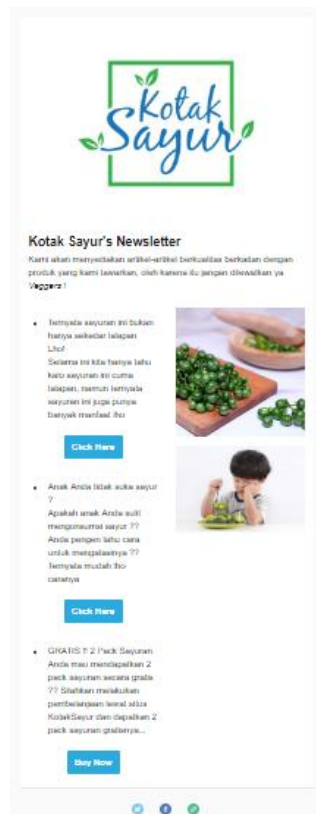 Kotak
Sayur
Kotak Sayur's Newsletter
Kami akan menyediakan artikel-artikel berkualitas berkaitan dengan
produk yang kami tawarkan, oleh karena itu jangan dilewatkan ya
Veggers !
Ternyata sayuran ini bukan
hanya sekedar lalapan
Lho!
Selama ini kita hanya tahu
kalo sayuran ini cuma
lalapan, namun ternyata
sayuran ini juga punya
banyak manfaat lho
Click Here
Anak Anda tidak suka sayur
?
Apakah anak Anda sulit
mengonsumsi sayur ??
Anda pengen tahu cara
untuk mengatasinya ??
Ternyata mudah lho
caranya
Click Here
GRATIS !! 2 Pack Sayuran
Anda mau mendapatkan 2
pack sayuran secara gratis
?? Silahkan melakukan
pembelanjaan lewat situs
KotakSayur dan dapatkan 2
pack sayuran gratisnya...
Buy Now